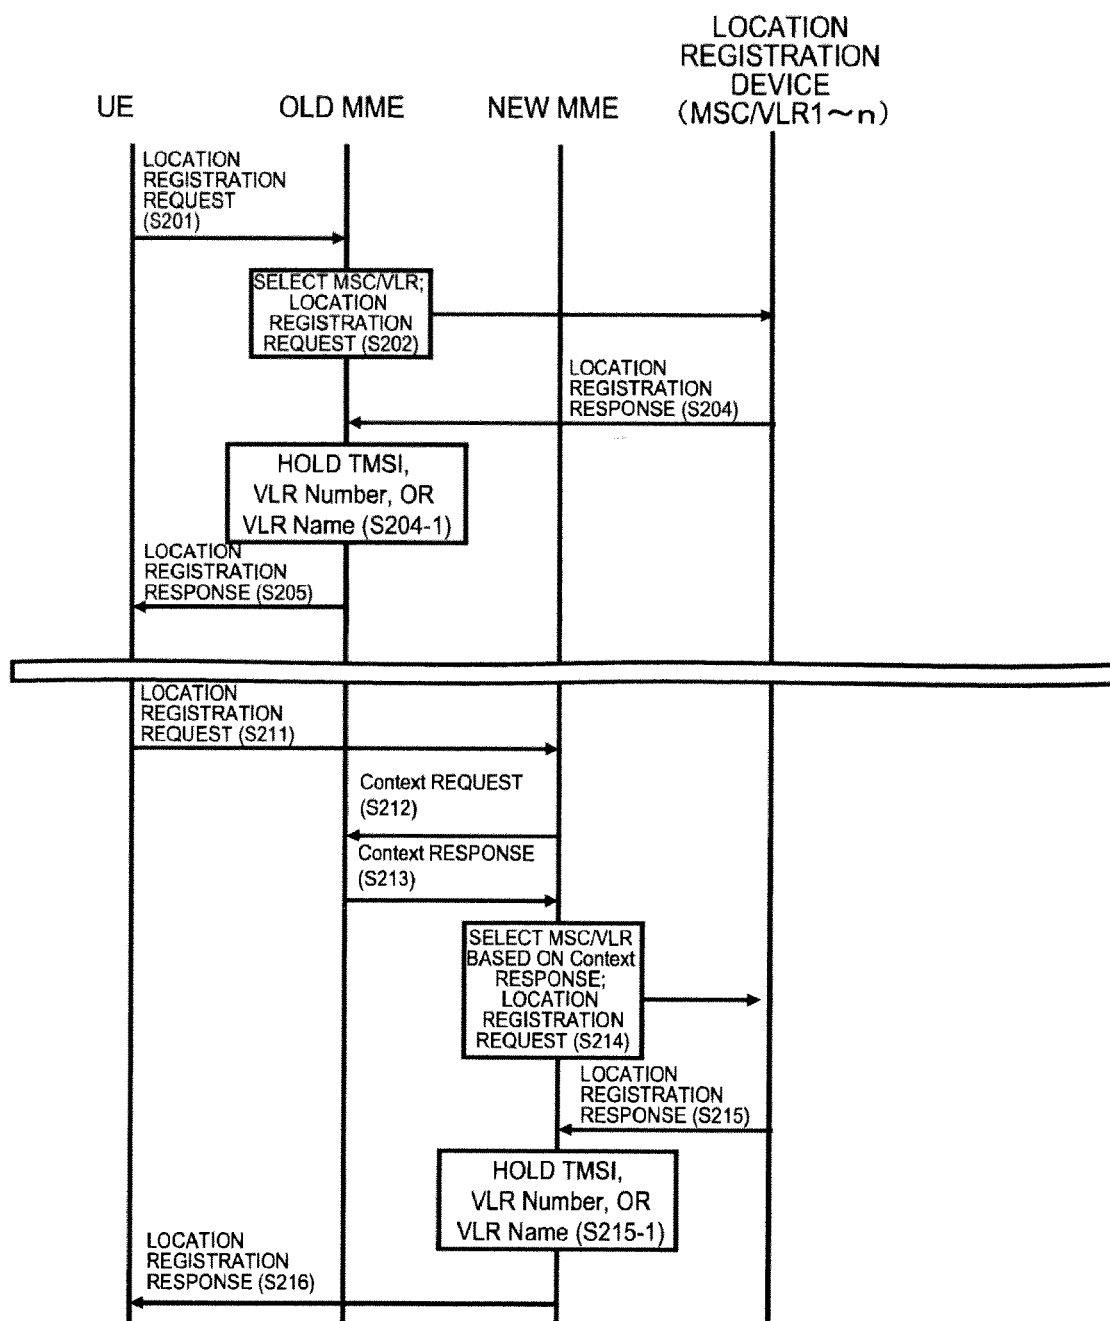 LOCATION
REGISTRATION
DEVICE
(MSC/VLR1～n)
UE
OLD MME
NEW MME
LOCATION
REGISTRATION
REQUEST
(S201)
SELECT MSC/VLR;
LOCATION
REGISTRATION
REQUEST (S202)
LOCATION
REGISTRATION
RESPONSE (S204)
HOLD TMSI,
VLR Number, OR
VLR Name (S204-1)
LOCATION
REGISTRATION
RESPONSE (S205)
LOCATION
REGISTRATION
REQUEST (S211)
Context REQUEST
(S212)
Context RESPONSE
(S213)
SELECT MSC/VLR
BASED ON Context
RESPONSE;
LOCATION
REGISTRATION
REQUEST (S214)
LOCATION
REGISTRATION
RESPONSE (S215)
HOLD TMSI,
VLR Number, OR
VLR Name (S215-1)
LOCATION
REGISTRATION
RESPONSE (S216)